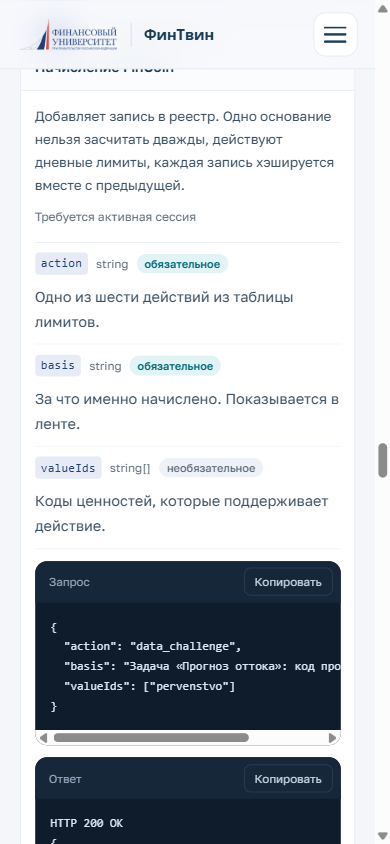 ФИНАНСОВЫЙ
УНИВЕРСИТЕТ
ФинТвин
Добавляет запись в реестр. Одно основание
нельзя засчитать дважды, действуют
дневные лимиты, каждая запись хэшируется
вместе с предыдущей.
Требуется активная сессия
action string обязательное
Одно из шести действий из таблицы
лимитов.
basis string обязательное
За что именно начислено. Показывается в
ленте.
valueIds string[] необязательное
Коды ценностей, которые поддерживает
действие.
Запрос Копировать
{
"action": "data_challenge",
"basis": "Задача «Прогноз оттока»: код про
"valueIds": ["pervenstvo"]
}
Ответ Копировать
HTTP 200 OK
{